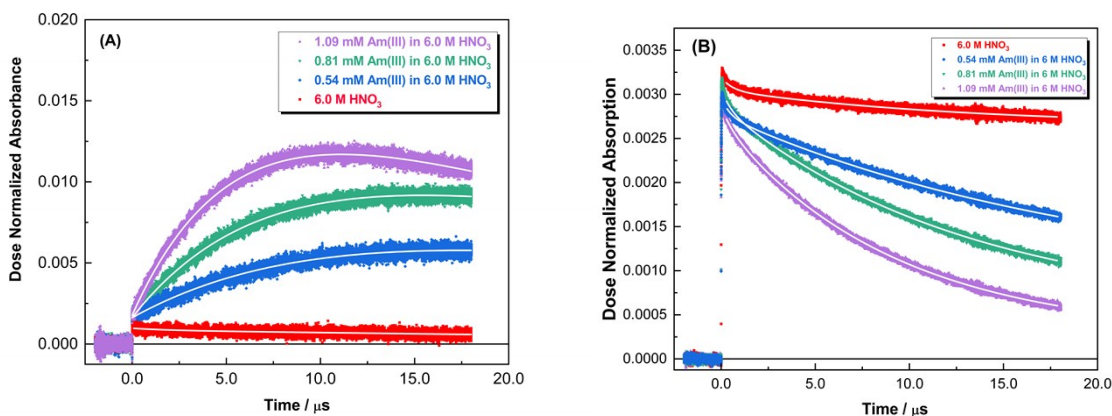 (A)
1.09 mM Am(III) in 6.0 M HNO₃
0.81 mM Am(III) in 6.0 M HNO₃
0.54 mM Am(III) in 6.0 M HNO₃
6.0 M HNO₃
Dose Normalized Absorbance
0.020
0.015
0.010
0.005
0.000
0.0 5.0 10.0 15.0 20.0
Time / μs
(B)
6.0 M HNO₃
0.54 mM Am(III) in 6 M HNO₃
0.81 mM Am(III) in 6 M HNO₃
1.09 mM Am(III) in 6 M HNO₃
Dose Normalized Absorption
0.0035
0.0030
0.0025
0.0020
0.0015
0.0010
0.0005
0.0000
0.0 5.0 10.0 15.0 20.0
Time / μs